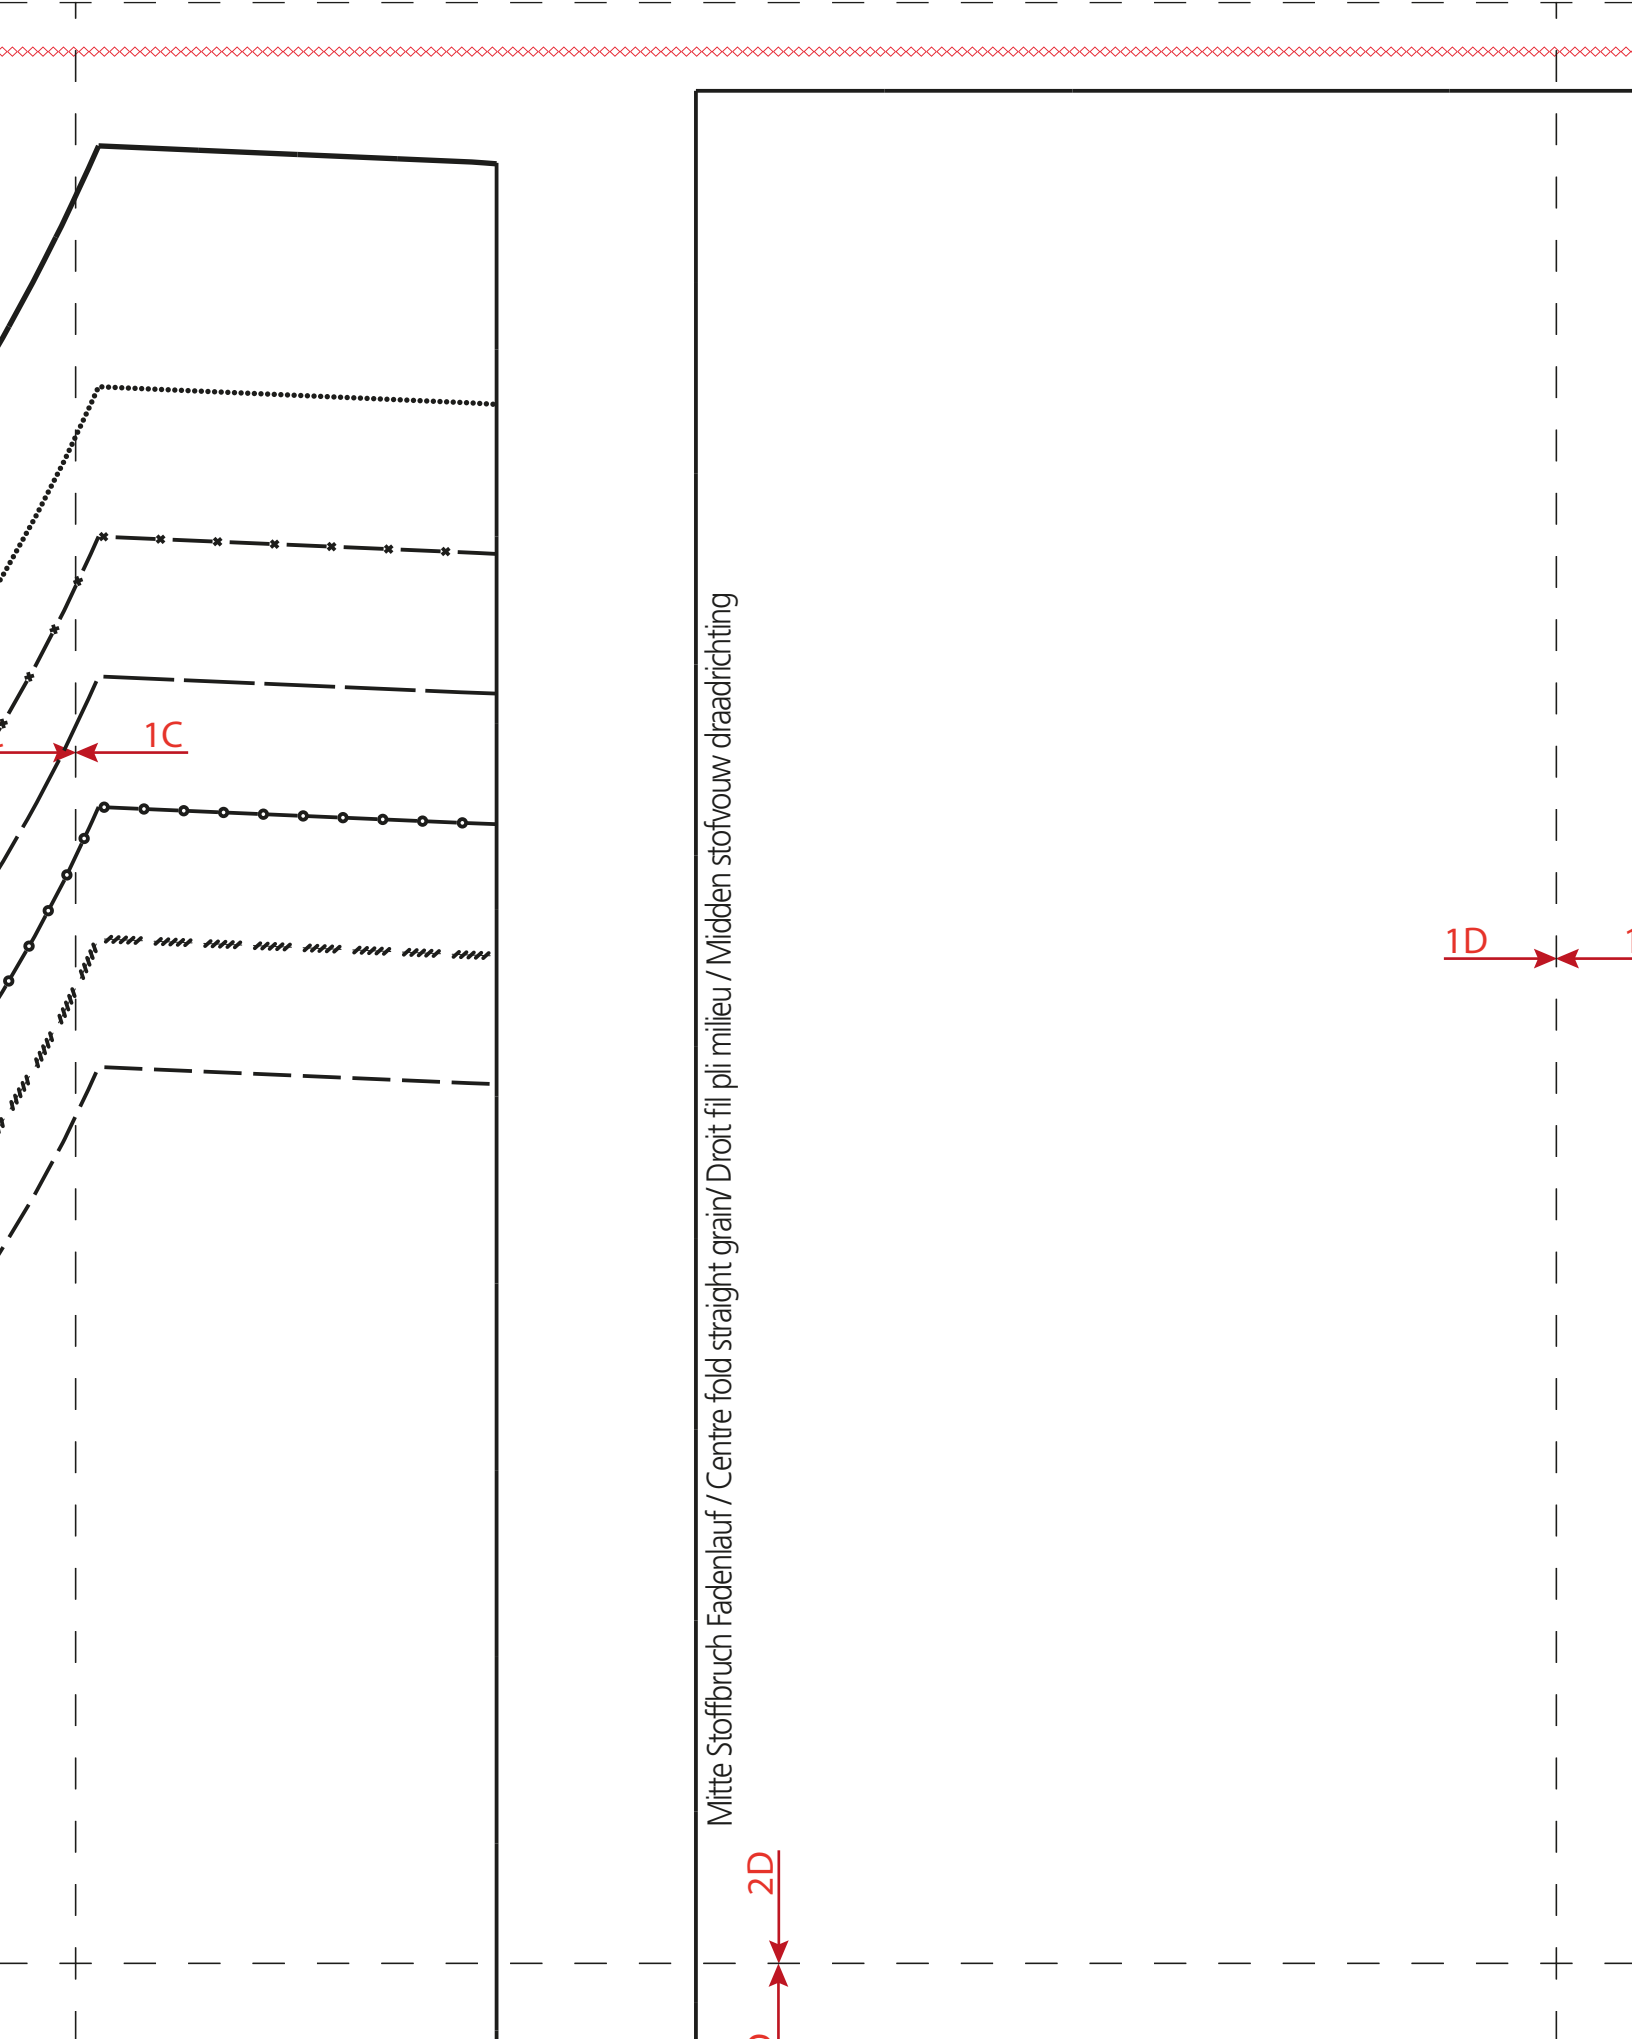 1C
Mitte Stoffbruch Fadenlauf / Centre fold straight grain/ Droit fil pli milieu / Midden stofvouw draadrichting
1D
2D